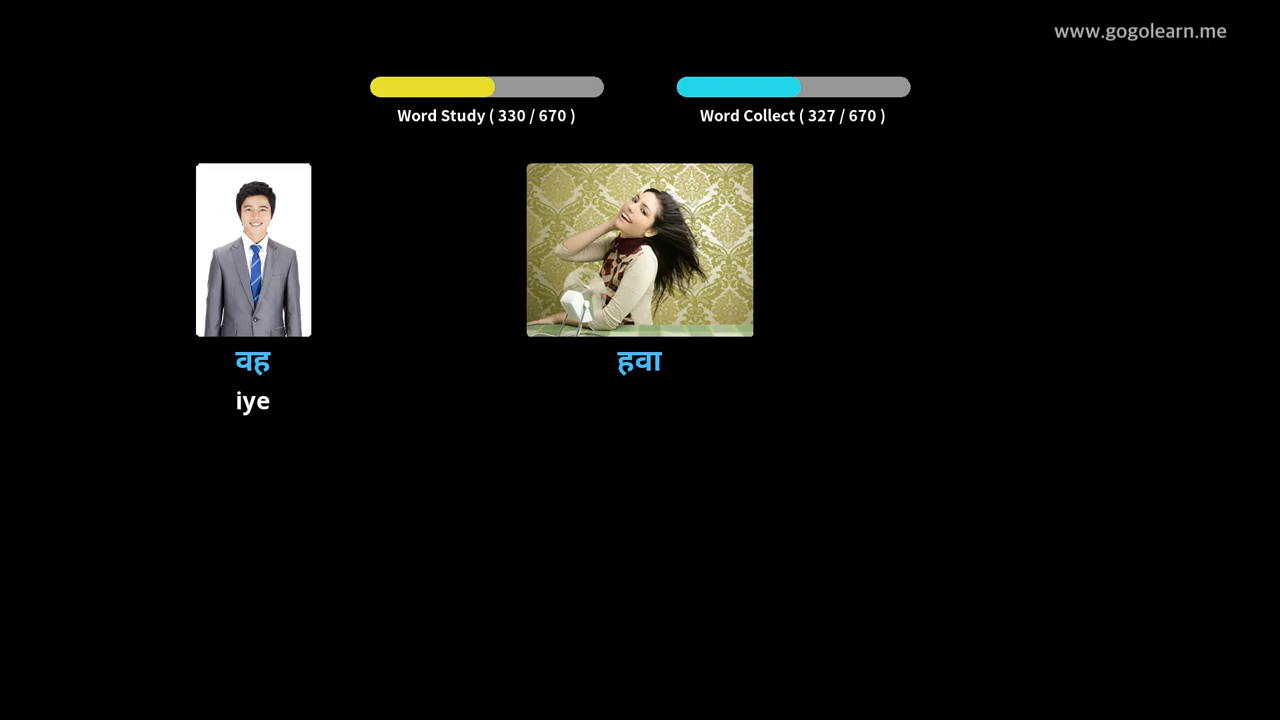 www.gogolearn.me
Word Study ( 330 / 670 )
Word Collect ( 327 / 670 )
वह
हवा
iye